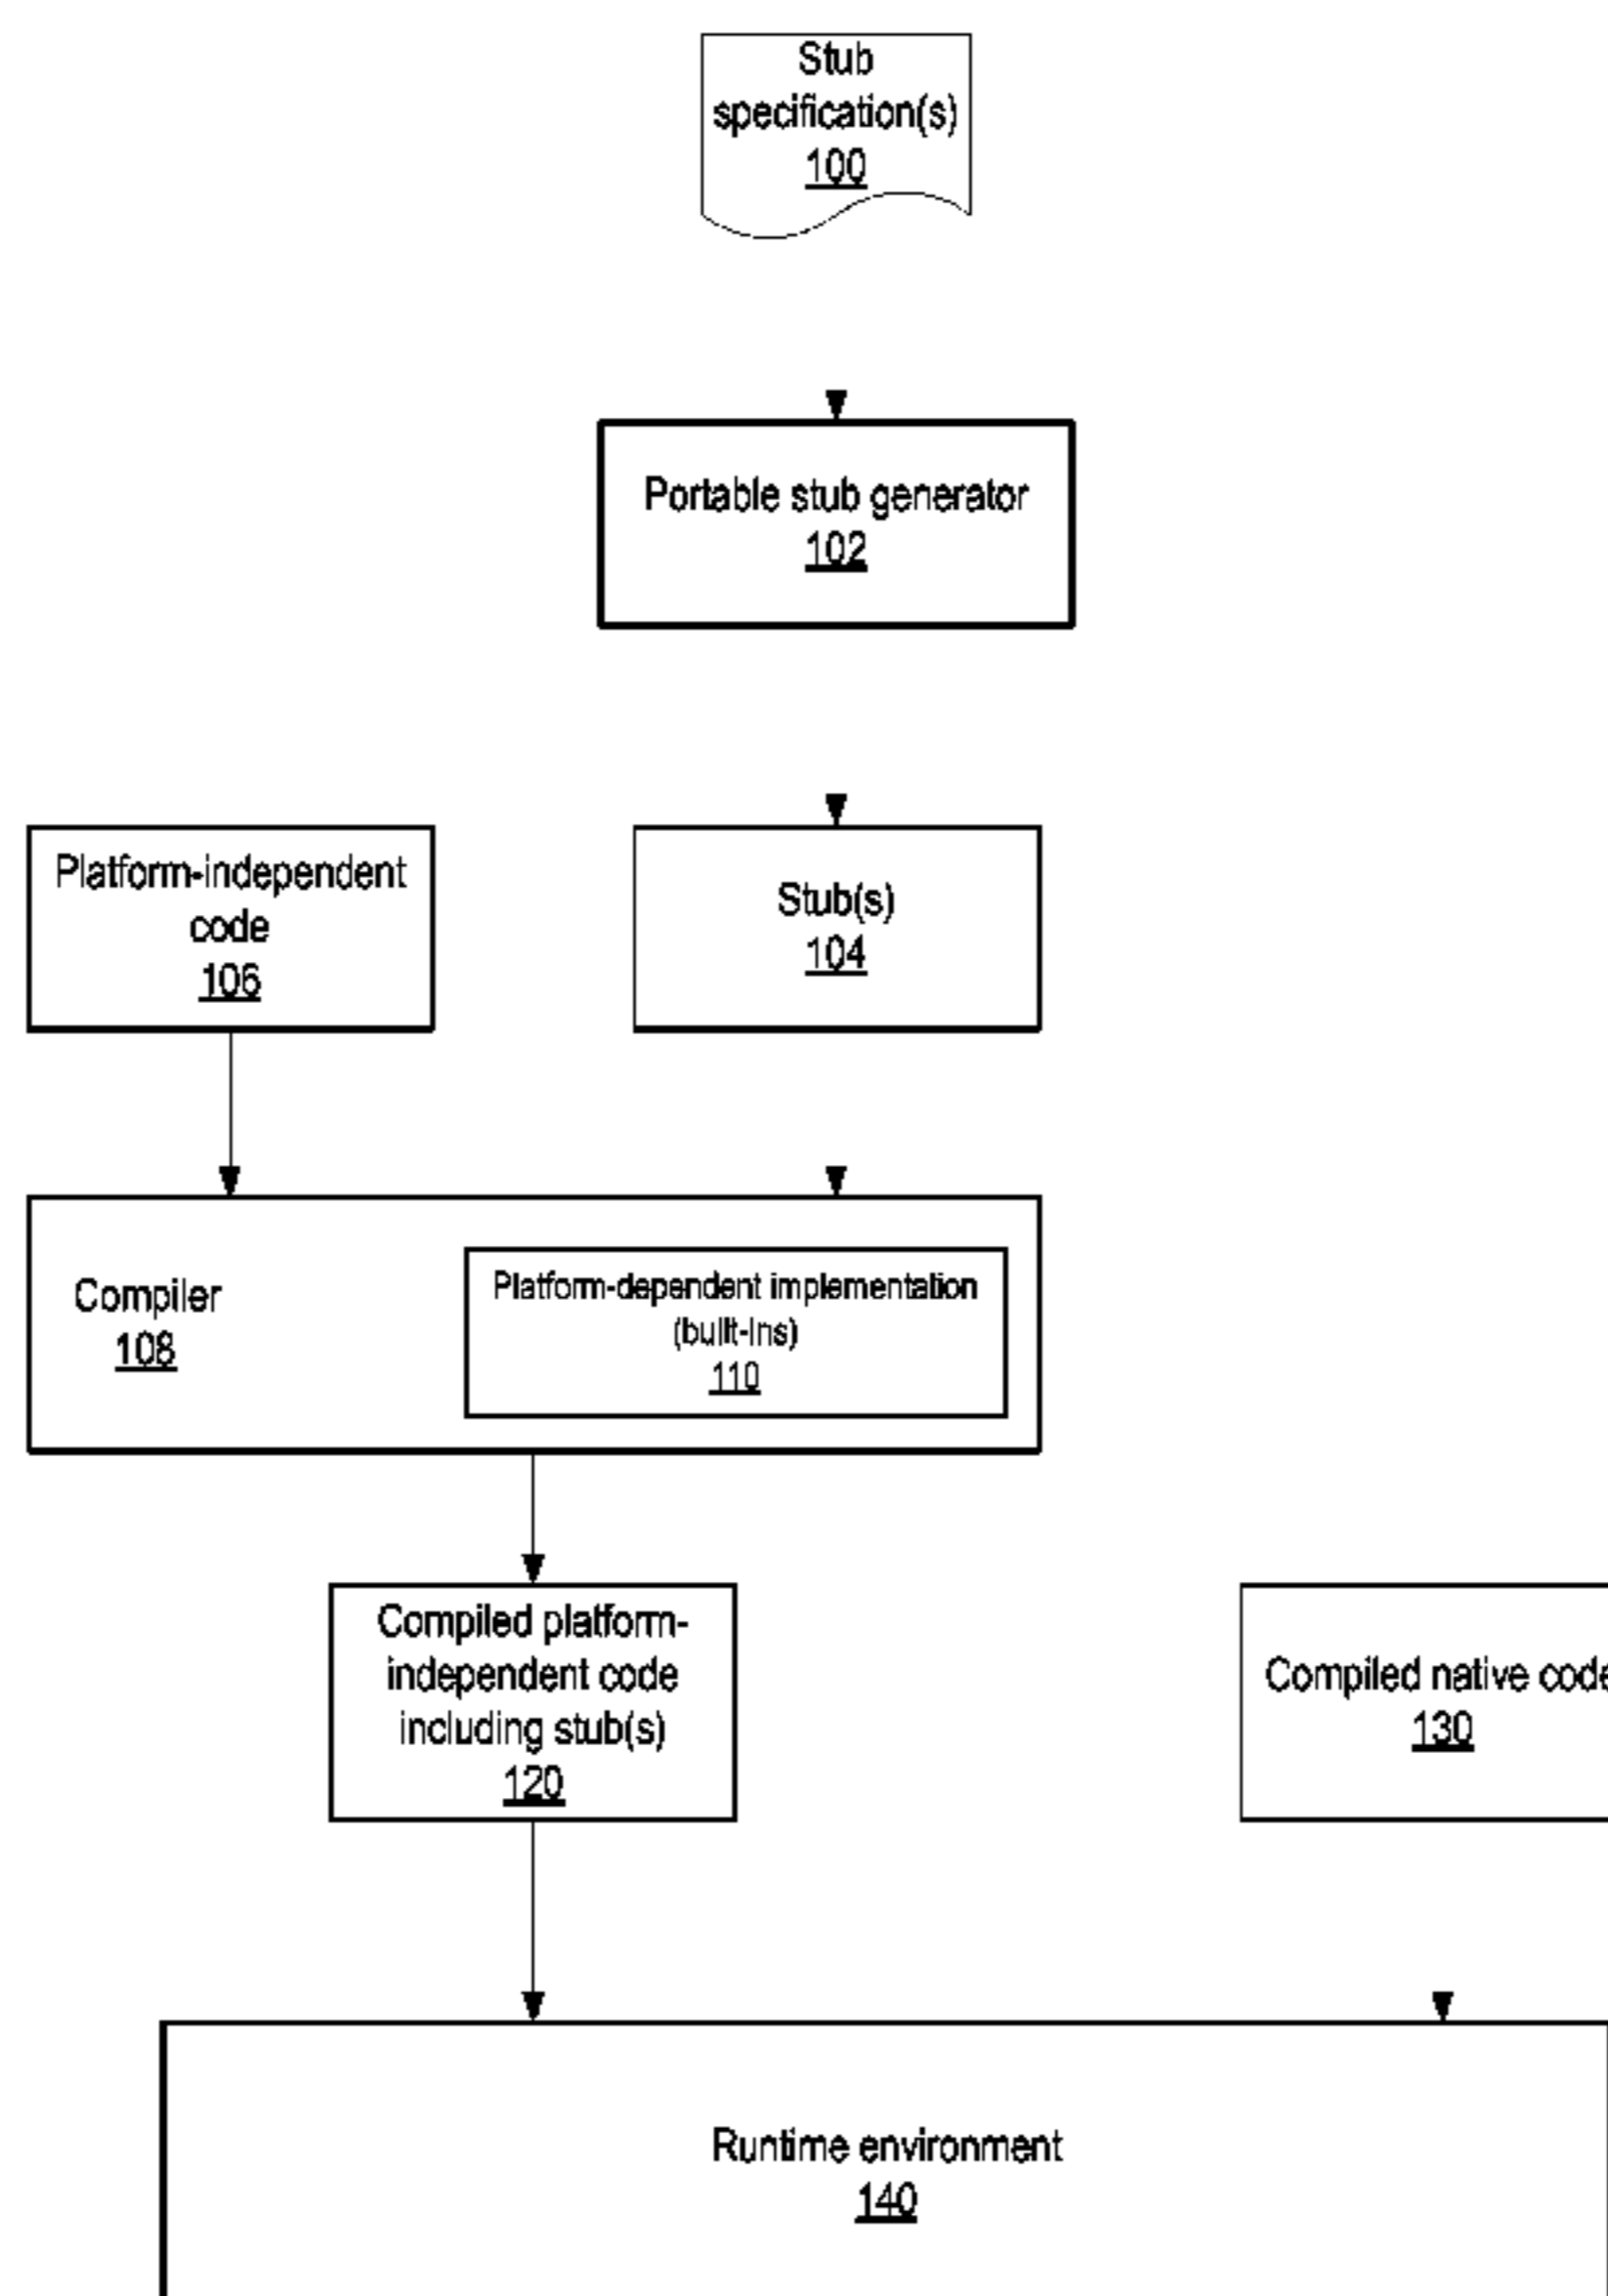 Stub
specification(s)
100
Portable stub generator
102
Platform-independent
code
106
Stub(s)
104
Compiler
108
Platform-dependent implementation
(built-ins)
110
Compiled platform-
independent code
including stub(s)
120
Compiled native code
130
Runtime environment
140